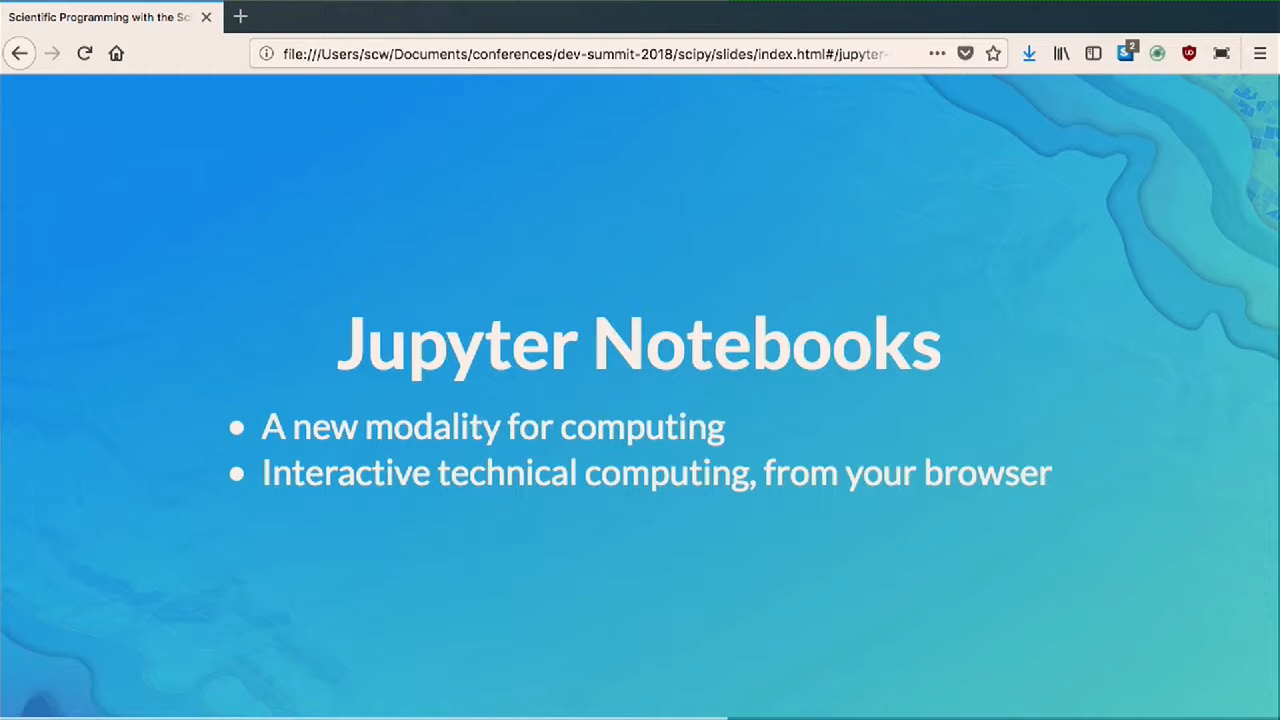 Scientific Programming with the Sc
file:///Users/scw/Documents/conferences/dev-summit-2018/scipy/slides/index.html#/jupyter-
2
Jupyter Notebooks
• A new modality for computing
• Interactive technical computing, from your browser